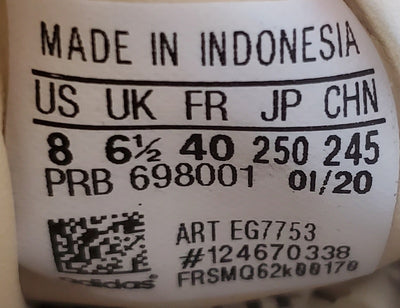 MADE IN INDONESIA
US UK FR JP CHN
8 6½ 40 250 245
PRB 698001 01/20
ART EG7753
#124670338
adidas FRSMQ62k00170